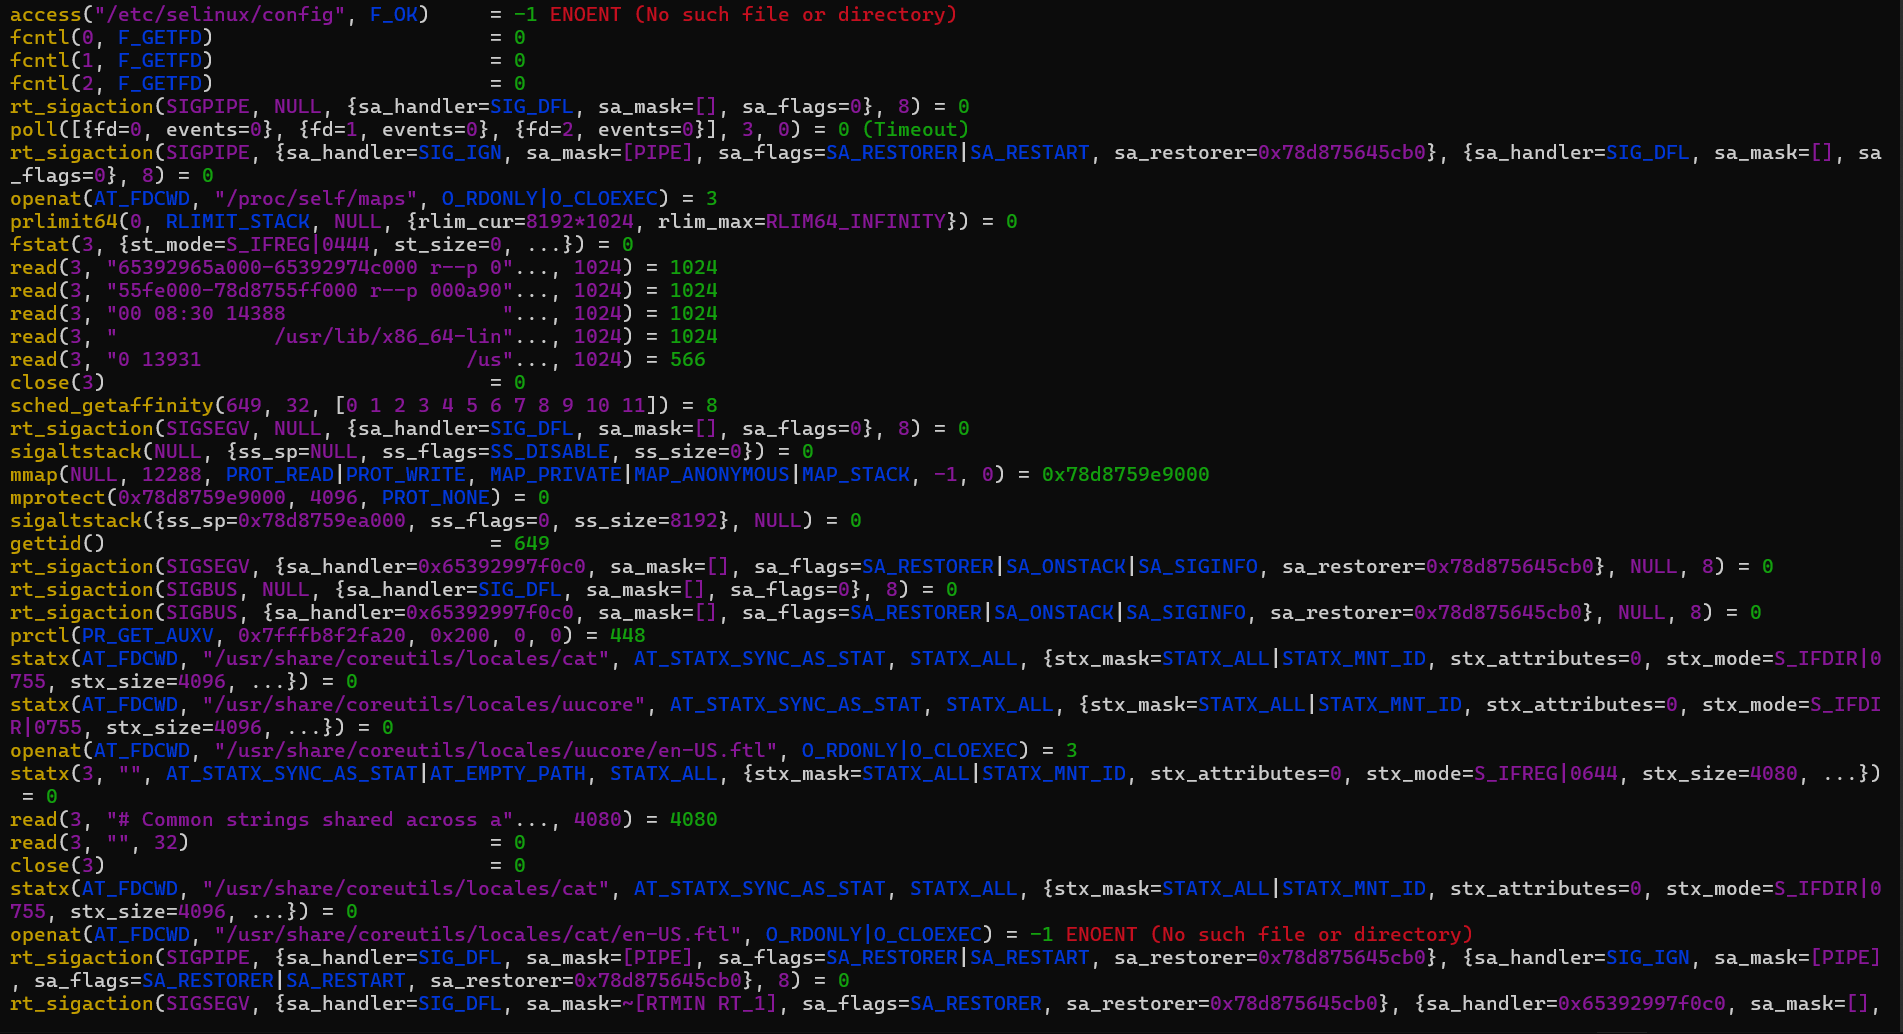 access("/etc/selinux/config", F_OK)     = -1 ENOENT (No such file or directory)
fcntl(0, F_GETFD)                       = 0
fcntl(1, F_GETFD)                       = 0
fcntl(2, F_GETFD)                       = 0
rt_sigaction(SIGPIPE, NULL, {sa_handler=SIG_DFL, sa_mask=[], sa_flags=0}, 8) = 0
poll([{fd=0, events=0}, {fd=1, events=0}, {fd=2, events=0}], 3, 0) = 0 (Timeout)
rt_sigaction(SIGPIPE, {sa_handler=SIG_IGN, sa_mask=[PIPE], sa_flags=SA_RESTORER|SA_RESTART, sa_restorer=0x78d875645cb0}, {sa_handler=SIG_DFL, sa_mask=[], sa
_flags=0}, 8) = 0
openat(AT_FDCWD, "/proc/self/maps", O_RDONLY|O_CLOEXEC) = 3
prlimit64(0, RLIMIT_STACK, NULL, {rlim_cur=8192*1024, rlim_max=RLIM64_INFINITY}) = 0
fstat(3, {st_mode=S_IFREG|0444, st_size=0, ...}) = 0
read(3, "65392965a000-65392974c000 r--p 0"..., 1024) = 1024
read(3, "55fe000-78d8755ff000 r--p 000a90"..., 1024) = 1024
read(3, "00 08:30 14388                  "..., 1024) = 1024
read(3, "             /usr/lib/x86_64-lin"..., 1024) = 1024
read(3, "0 13931                      /us"..., 1024) = 566
close(3)                                = 0
sched_getaffinity(649, 32, [0 1 2 3 4 5 6 7 8 9 10 11]) = 8
rt_sigaction(SIGSEGV, NULL, {sa_handler=SIG_DFL, sa_mask=[], sa_flags=0}, 8) = 0
sigaltstack(NULL, {ss_sp=NULL, ss_flags=SS_DISABLE, ss_size=0}) = 0
mmap(NULL, 12288, PROT_READ|PROT_WRITE, MAP_PRIVATE|MAP_ANONYMOUS|MAP_STACK, -1, 0) = 0x78d8759e9000
mprotect(0x78d8759e9000, 4096, PROT_NONE) = 0
sigaltstack({ss_sp=0x78d8759ea000, ss_flags=0, ss_size=8192}, NULL) = 0
gettid()                                = 649
rt_sigaction(SIGSEGV, {sa_handler=0x65392997f0c0, sa_mask=[], sa_flags=SA_RESTORER|SA_ONSTACK|SA_SIGINFO, sa_restorer=0x78d875645cb0}, NULL, 8) = 0
rt_sigaction(SIGBUS, NULL, {sa_handler=SIG_DFL, sa_mask=[], sa_flags=0}, 8) = 0
rt_sigaction(SIGBUS, {sa_handler=0x65392997f0c0, sa_mask=[], sa_flags=SA_RESTORER|SA_ONSTACK|SA_SIGINFO, sa_restorer=0x78d875645cb0}, NULL, 8) = 0
prctl(PR_GET_AUXV, 0x7fffb8f2fa20, 0x200, 0, 0) = 448
statx(AT_FDCWD, "/usr/share/coreutils/locales/cat", AT_STATX_SYNC_AS_STAT, STATX_ALL, {stx_mask=STATX_ALL|STATX_MNT_ID, stx_attributes=0, stx_mode=S_IFDIR|0
755, stx_size=4096, ...}) = 0
statx(AT_FDCWD, "/usr/share/coreutils/locales/uucore", AT_STATX_SYNC_AS_STAT, STATX_ALL, {stx_mask=STATX_ALL|STATX_MNT_ID, stx_attributes=0, stx_mode=S_IFDI
R|0755, stx_size=4096, ...}) = 0
openat(AT_FDCWD, "/usr/share/coreutils/locales/uucore/en-US.ftl", O_RDONLY|O_CLOEXEC) = 3
statx(3, "", AT_STATX_SYNC_AS_STAT|AT_EMPTY_PATH, STATX_ALL, {stx_mask=STATX_ALL|STATX_MNT_ID, stx_attributes=0, stx_mode=S_IFREG|0644, stx_size=4080, ...})
 = 0
read(3, "# Common strings shared across a"..., 4080) = 4080
read(3, "", 32)                         = 0
close(3)                                = 0
statx(AT_FDCWD, "/usr/share/coreutils/locales/cat", AT_STATX_SYNC_AS_STAT, STATX_ALL, {stx_mask=STATX_ALL|STATX_MNT_ID, stx_attributes=0, stx_mode=S_IFDIR|0
755, stx_size=4096, ...}) = 0
openat(AT_FDCWD, "/usr/share/coreutils/locales/cat/en-US.ftl", O_RDONLY|O_CLOEXEC) = -1 ENOENT (No such file or directory)
rt_sigaction(SIGPIPE, {sa_handler=SIG_DFL, sa_mask=[PIPE], sa_flags=SA_RESTORER|SA_RESTART, sa_restorer=0x78d875645cb0}, {sa_handler=SIG_IGN, sa_mask=[PIPE]
, sa_flags=SA_RESTORER|SA_RESTART, sa_restorer=0x78d875645cb0}, 8) = 0
rt_sigaction(SIGSEGV, {sa_handler=SIG_DFL, sa_mask=~[RTMIN RT_1], sa_flags=SA_RESTORER, sa_restorer=0x78d875645cb0}, {sa_handler=0x65392997f0c0, sa_mask=[],